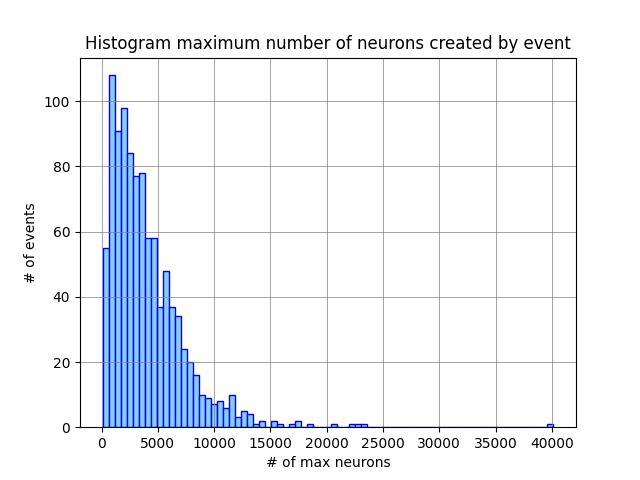 Histogram maximum number of neurons created by event
100
80
60
40
20
0
# of events
0 5000 10000 15000 20000 25000 30000 35000 40000
# of max neurons